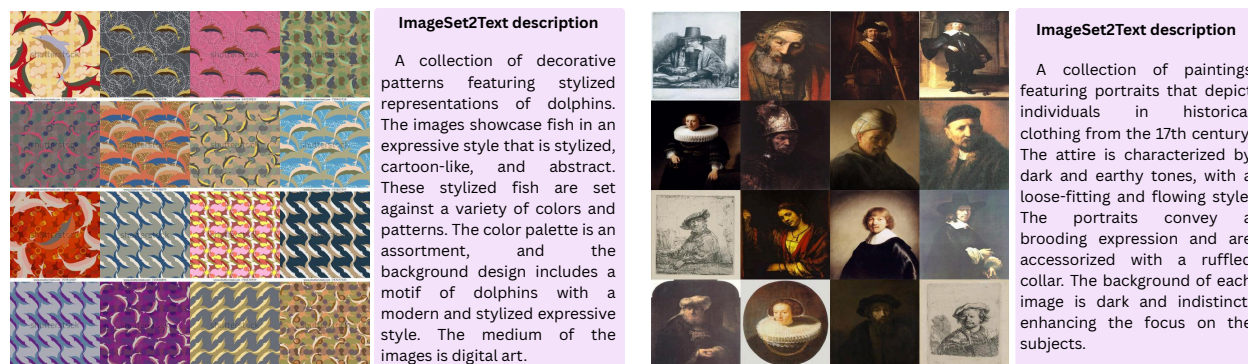 ImageSet2Text description
A collection of decorative
patterns featuring stylized
representations of dolphins.
The images showcase fish in an
expressive style that is stylized,
cartoon-like, and abstract.
These stylized fish are set
against a variety of colors and
patterns. The color palette is an
assortment, and the
background design includes a
motif of dolphins with a
modern and stylized expressive
style. The medium of the
images is digital art.
ImageSet2Text description
A collection of paintings
featuring portraits that depict
individuals in historical
clothing from the 17th century.
The attire is characterized by
dark and earthy tones, with a
loose-fitting and flowing style.
The portraits convey a
brooding expression and are
accessorized with a ruffled
collar. The background of each
image is dark and indistinct,
enhancing the focus on the
subjects.